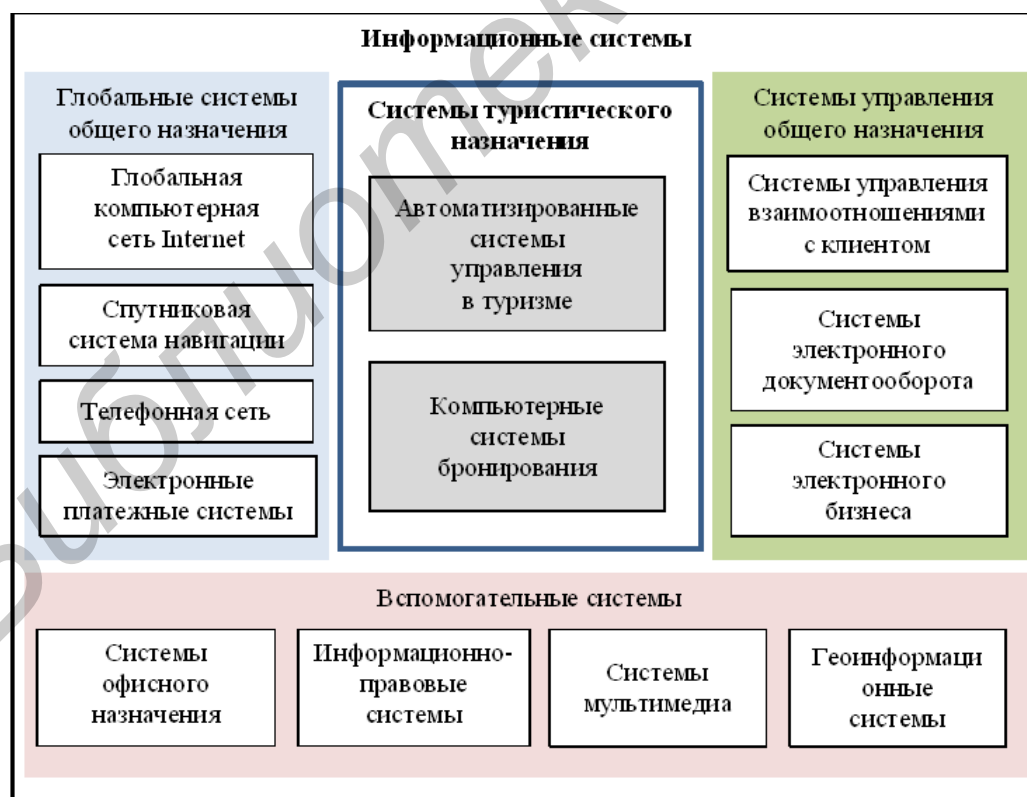 Информационные системы
Глобальные системы
общего назначения
Глобальная
компьютерная
сеть Internet
Спутниковая
система навигации
Телефонная сеть
Электронные
платежные системы
Системы туристического
назначения
Автоматизированные
системы
управления
в туризме
Компьютерные
системы
бронирования
Системы управления
общего назначения
Системы управления
взаимоотношениями
с клиентом
Системы
электронного
документооборота
Системы
электронного
бизнеса
Вспомогательные системы
Системы
офисного
назначения
Информационно-
правовые
системы
Системы
мультимедиа
Геоинформаци
онные
системы